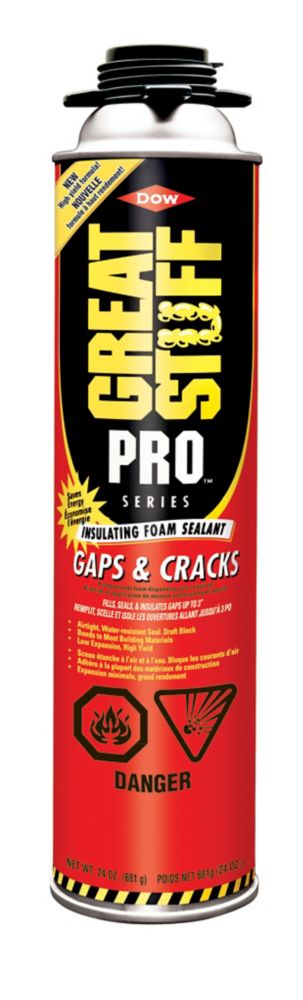 NEW
High yield formula!
NOUVELLE
formule à haut rendement!
DOW
GREAT
STUFF
PRO™
SERIES
Saves
Energy
Économise
l'énergie
INSULATING FOAM SEALANT
GAPS & CRACKS
FILLS, SEALS, & INSULATES GAPS UP TO 3"
REMPLIT, SCELLE ET ISOLE LES OUVERTURES ALLANT JUSQU'À 3 PO
Airtight, Water-resistant Seal. Draft Block
Bonds to Most Building Materials
Low Expansion, High Yield
Sceau étanche à l'air et à l'eau. Bloque les courants d'air
Adhère à la plupart des matériaux de construction
Expansion minimale, grand rendement
DANGER
NET WT. 24 OZ. (681 g) POIDS NET 681g (24 OZ.)